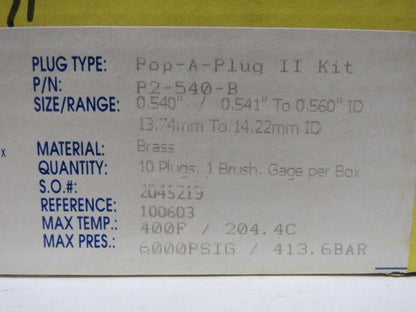 PLUG TYPE: Pop-A-Plug II Kit
P/N: P2-540-B
SIZE/RANGE: 0.540" / 0.541" To 0.560" ID
13.74mm To 14.22mm ID
MATERIAL: Brass
QUANTITY: 10 Plugs, 1 Brush, Gage per Box
S.O.#: 2045219
REFERENCE: 100603
MAX TEMP.: 400F / 204.4C
MAX PRES.: 6000PSIG / 413.6BAR